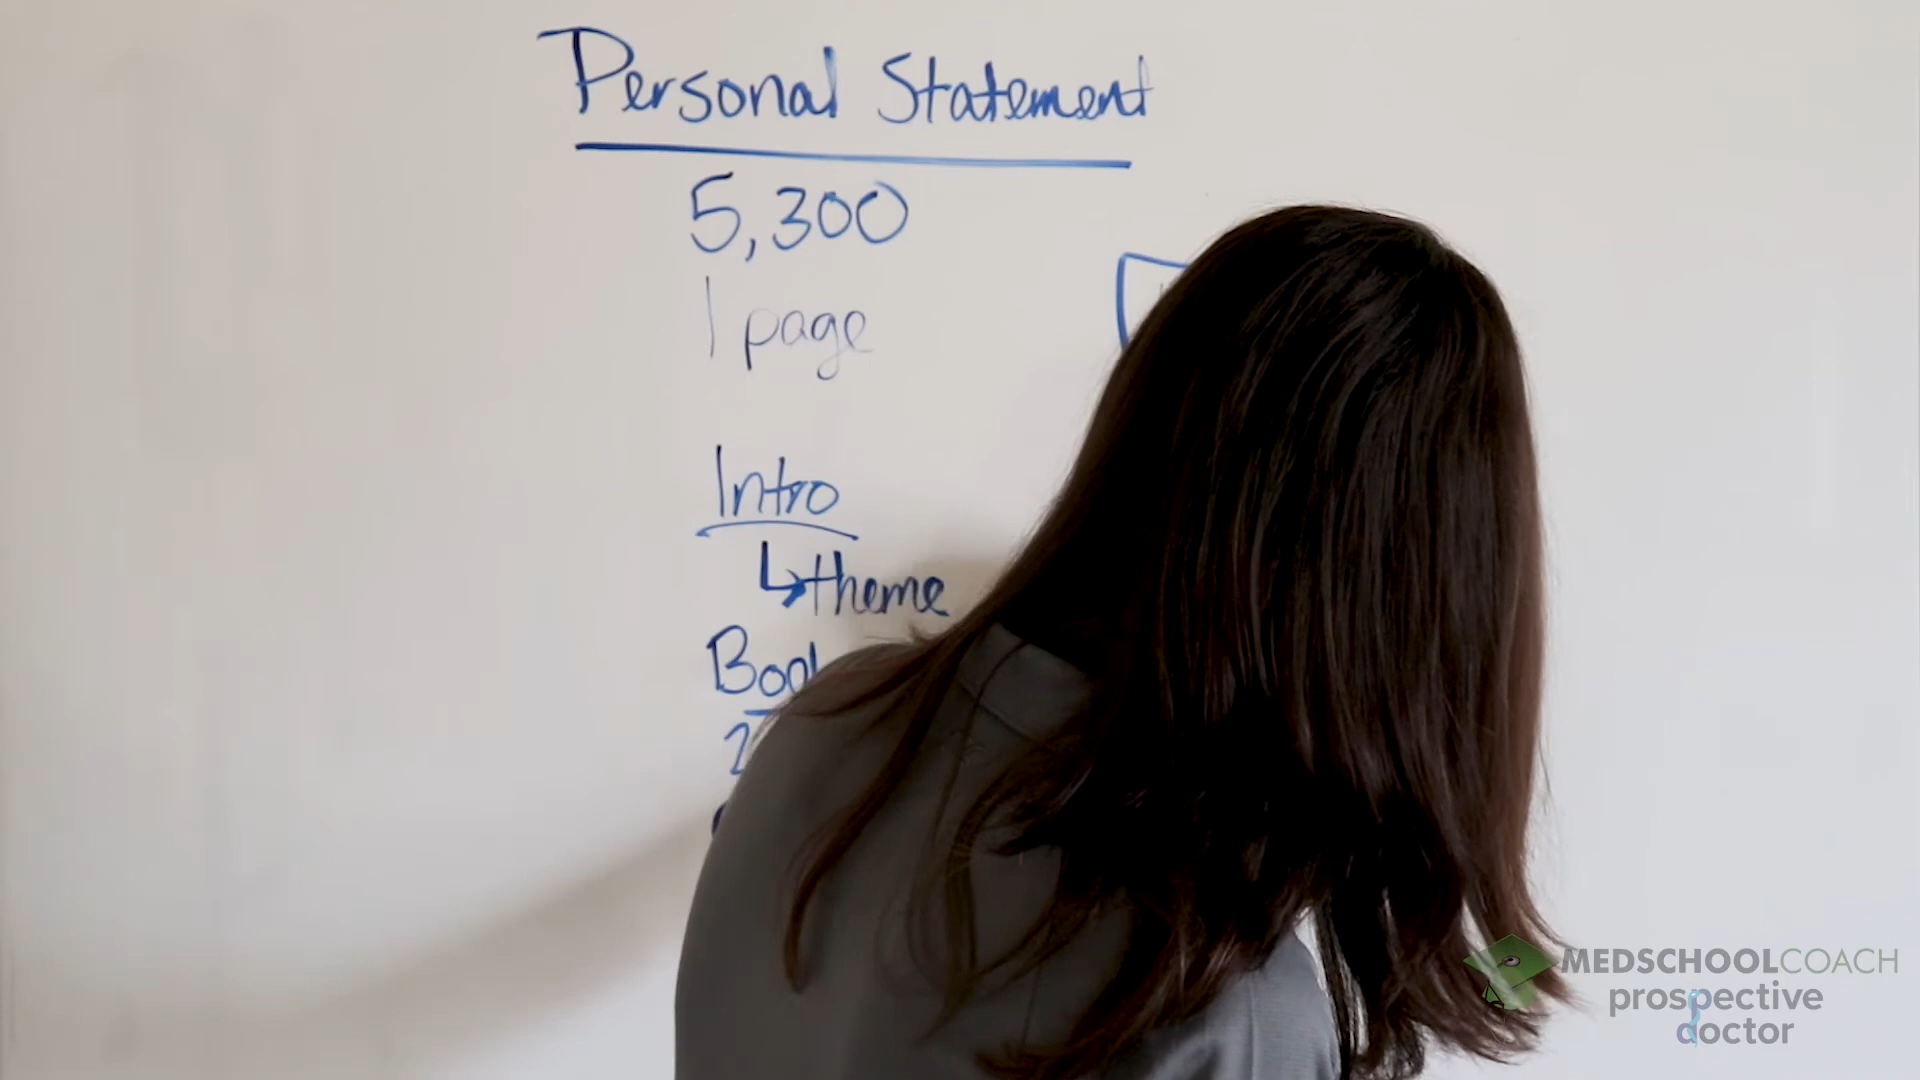 Personal Statement
5,300
1 page
Intro
↳ theme
MEDSCHOOLCOACH
prospective
doctor